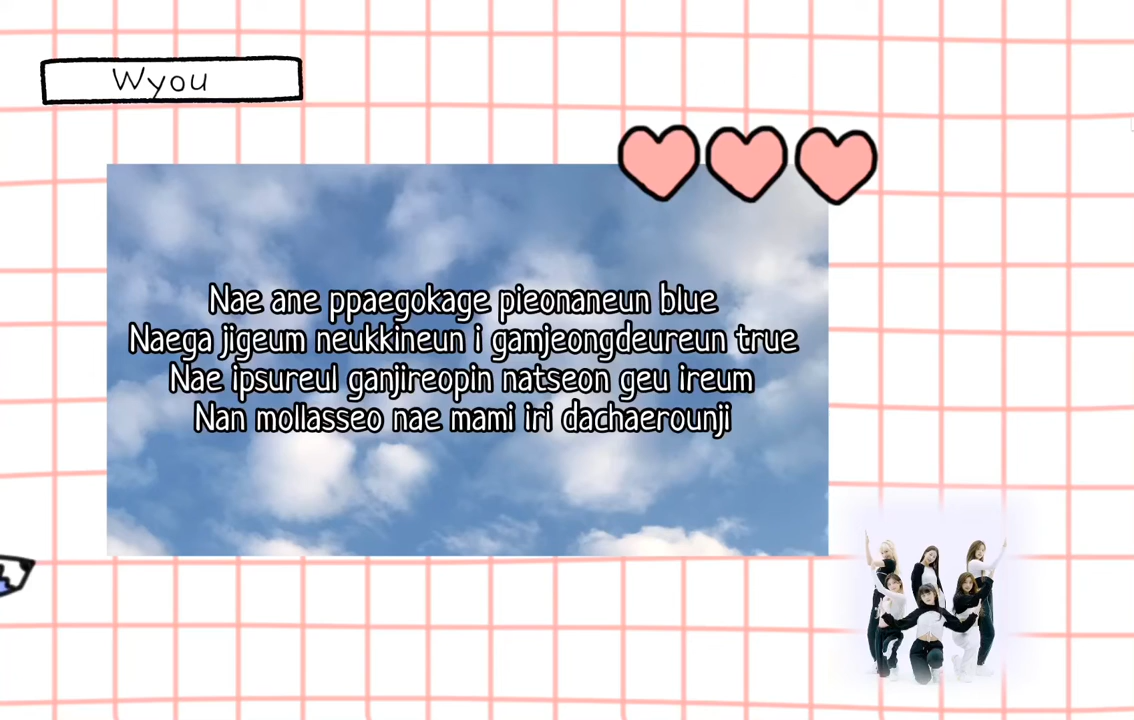 Wyou
Nae ane ppaegokage pieonaneun blue
Naega jigeum neukkineun i gamjeongdeureun true
Nae ipsureul ganjireopin natseon geu ireum
Nan mollasseo nae mami iri dachaerounji